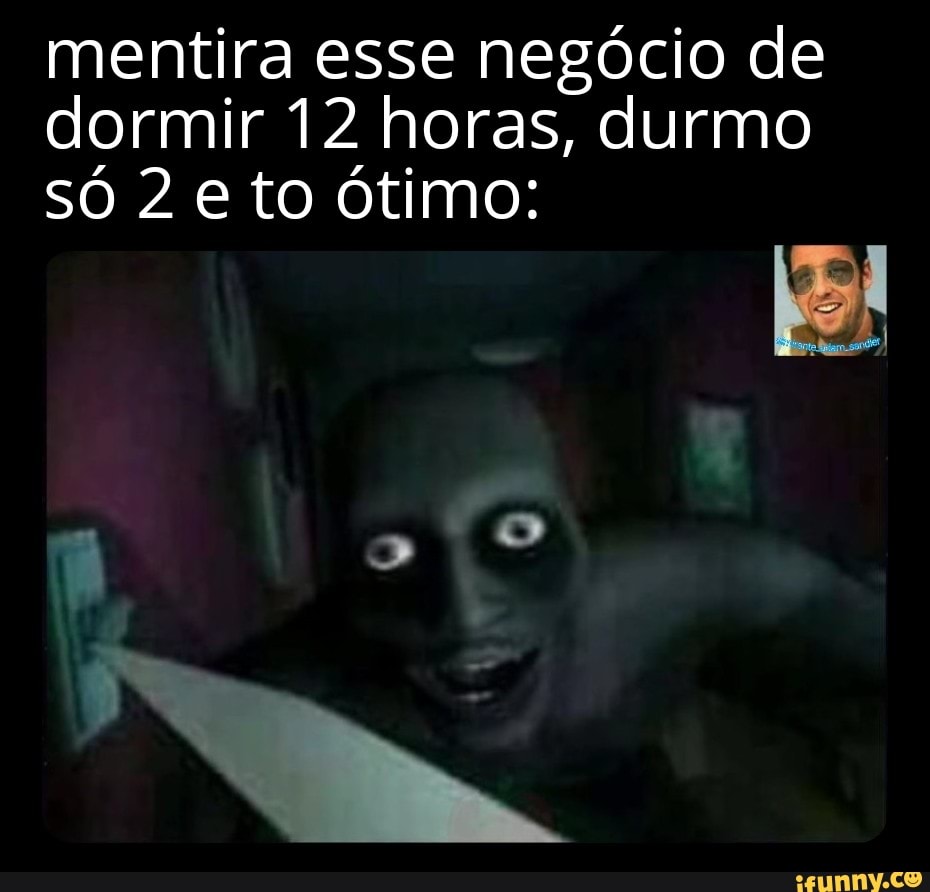 mentira esse negócio de
dormir 12 horas, durmo
só 2 e to ótimo:
ifunny.co